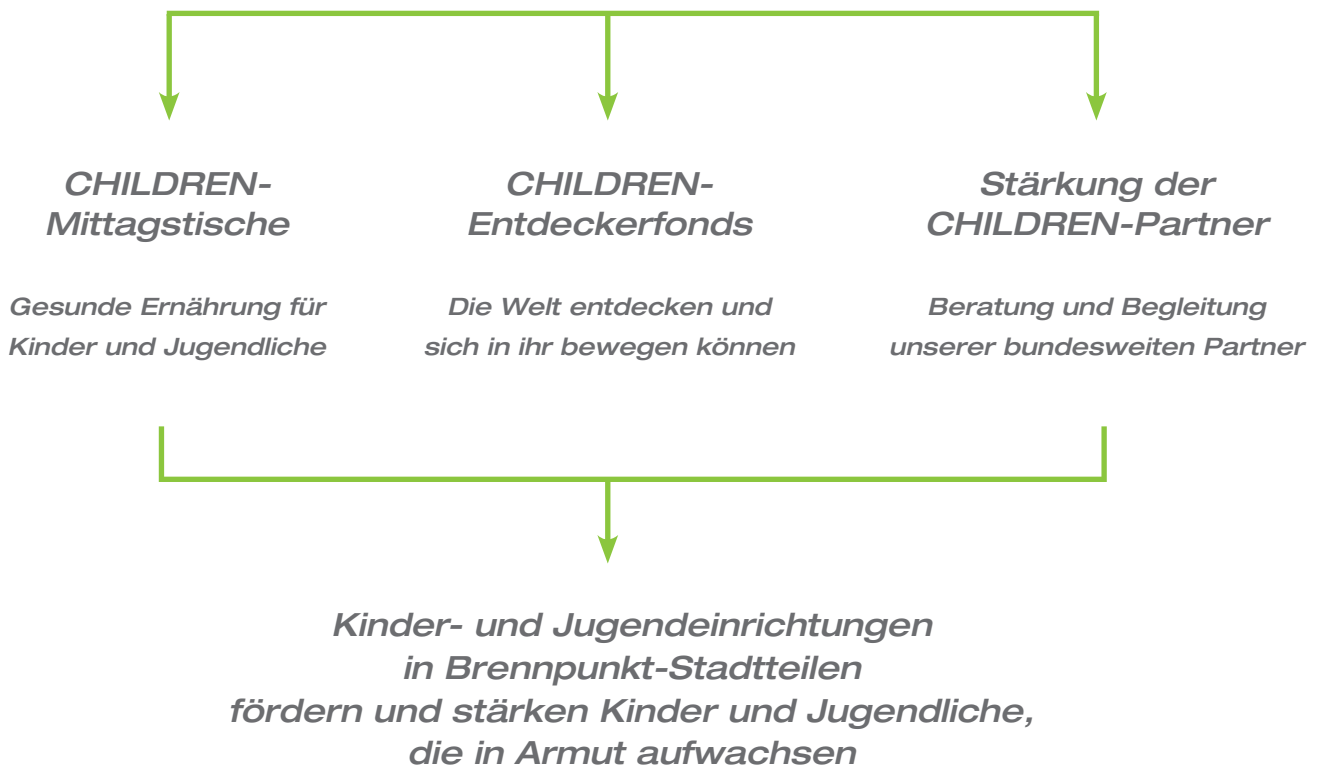 CHILDREN-
Mittagstische
Gesunde Ernährung für
Kinder und Jugendliche
CHILDREN-
Entdeckerfonds
Die Welt entdecken und
sich in ihr bewegen können
Stärkung der
CHILDREN-Partner
Beratung und Begleitung
unserer bundesweiten Partner
Kinder- und Jugendeinrichtungen
in Brennpunkt-Stadtteilen
fördern und stärken Kinder und Jugendliche,
die in Armut aufwachsen